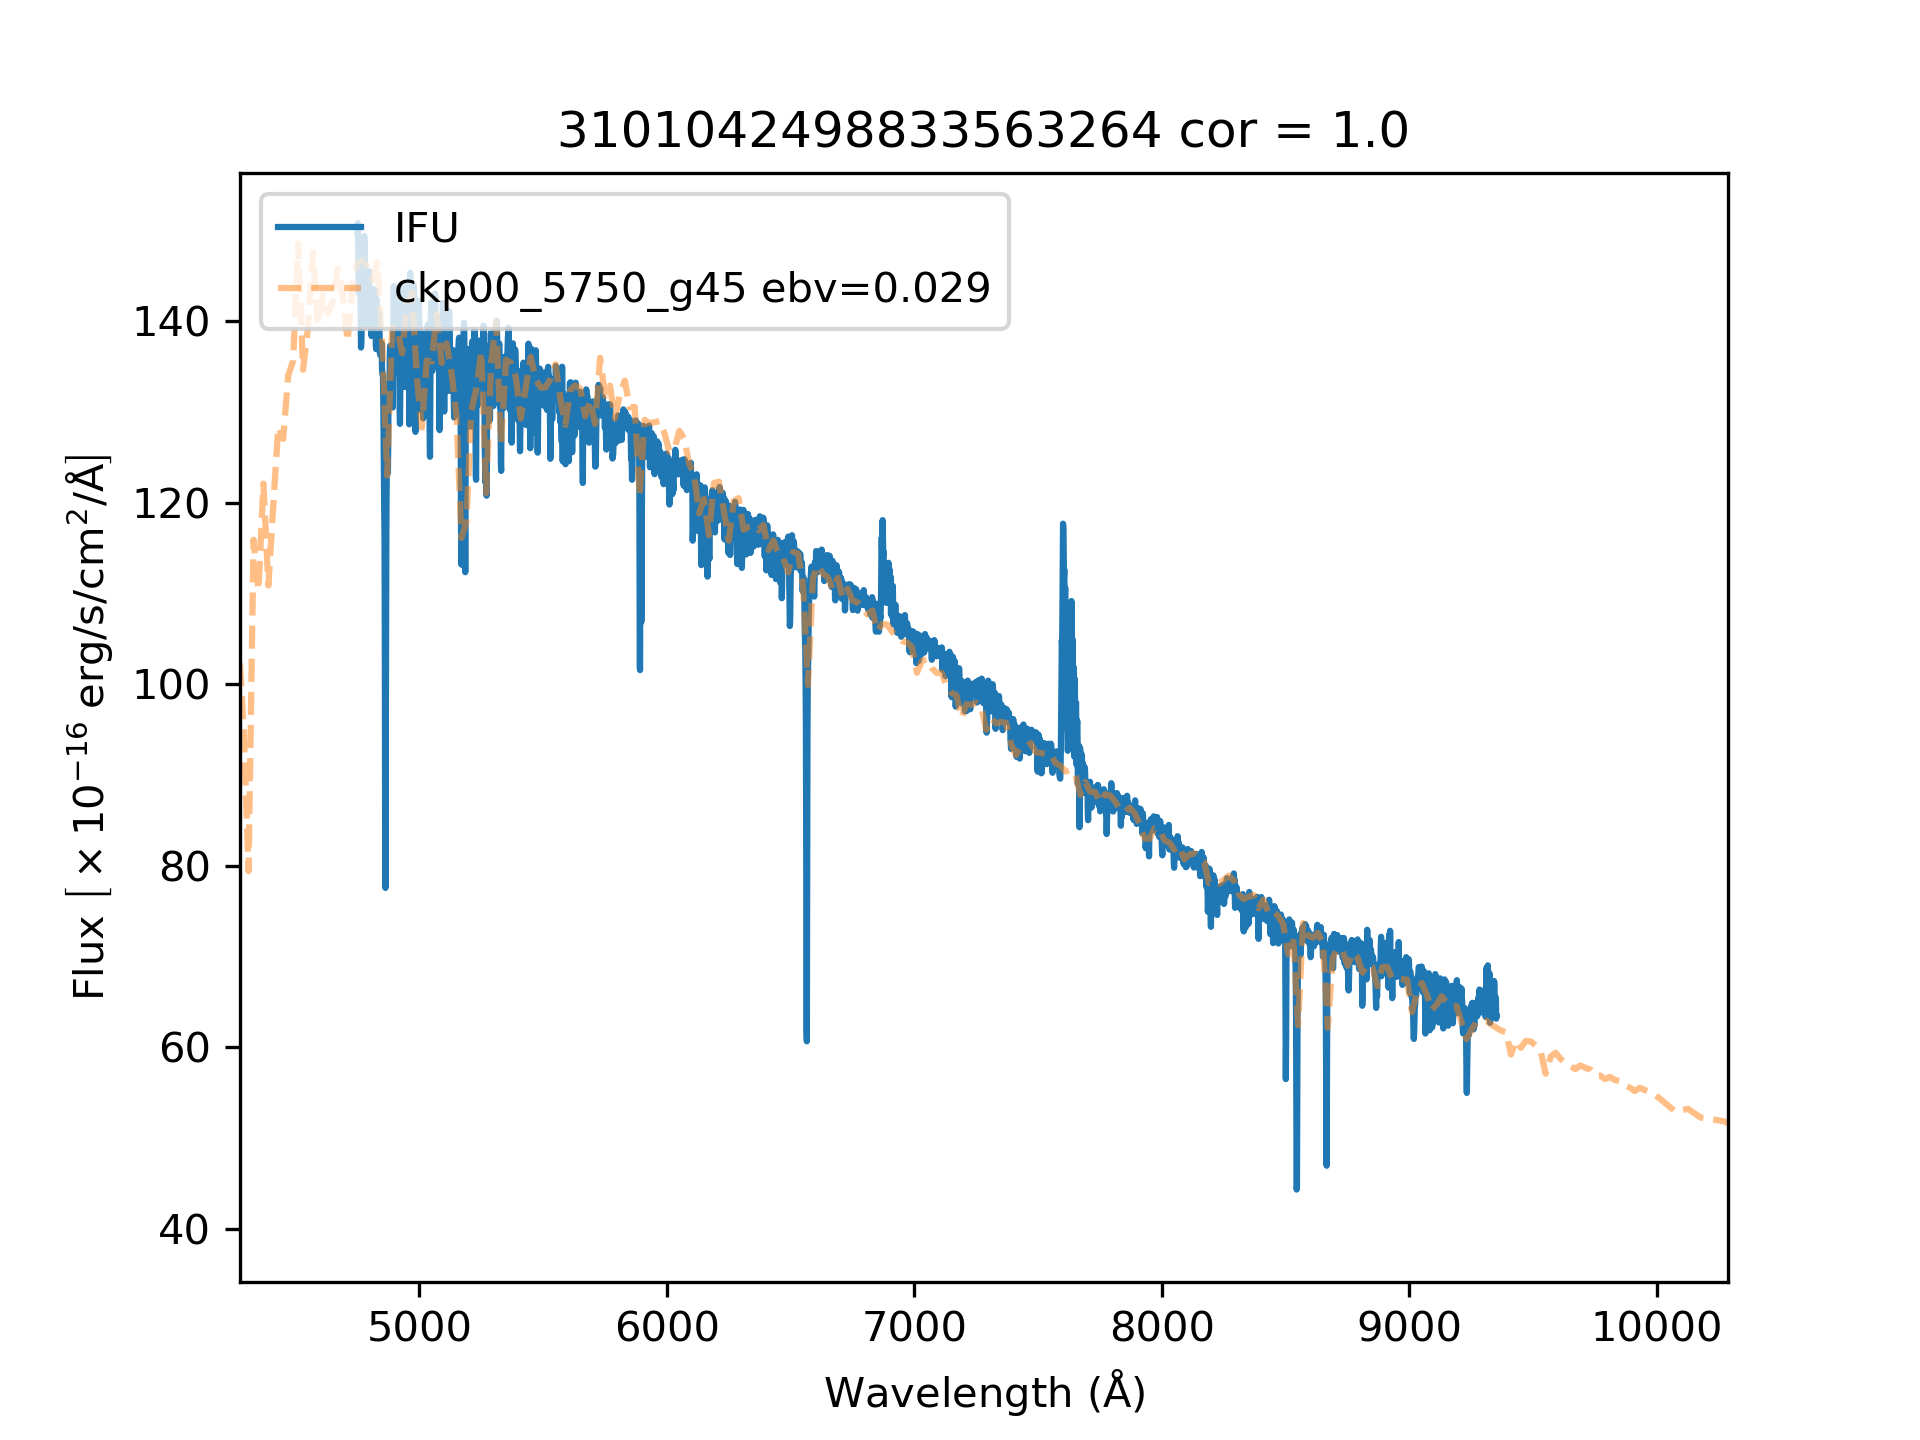 3101042498833563264 cor = 1.0
IFU
ckp00_5750_g45 ebv=0.029
140
120
100
80
60
40
Flux [×10⁻¹⁶ erg/s/cm²/Å]
5000 6000 7000 8000 9000 10000
Wavelength (Å)